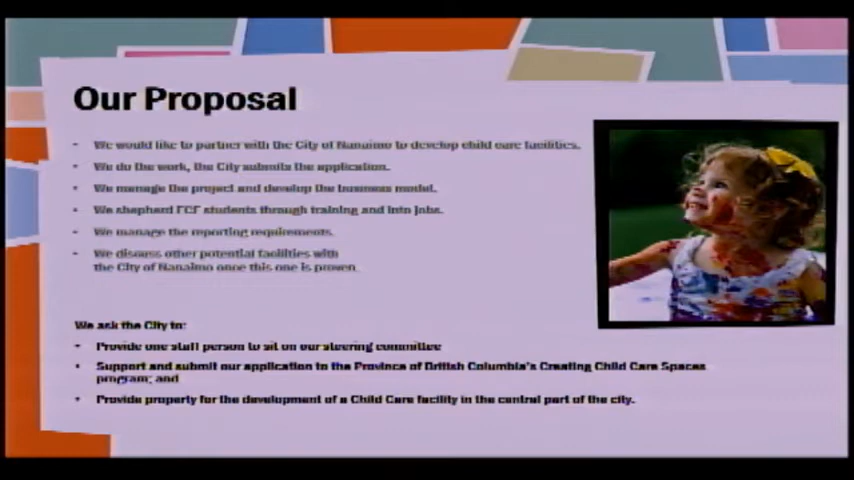 Our Proposal
• We would like to partner with the City of Nanaimo to develop child care facilities.
• We do the work, the City submits the application.
• We manage the project and develop the business model.
• We shepherd ECE students through training and into jobs.
• We manage the reporting requirements.
• We discuss other potential facilities with
the City of Nanaimo once this one is proven.
We ask the City to:
• Provide one staff person to sit on our steering committee
• Support and submit our application to the Province of British Columbia's Creating Child Care Spaces
program; and
• Provide property for the development of a Child Care facility in the central part of the city.